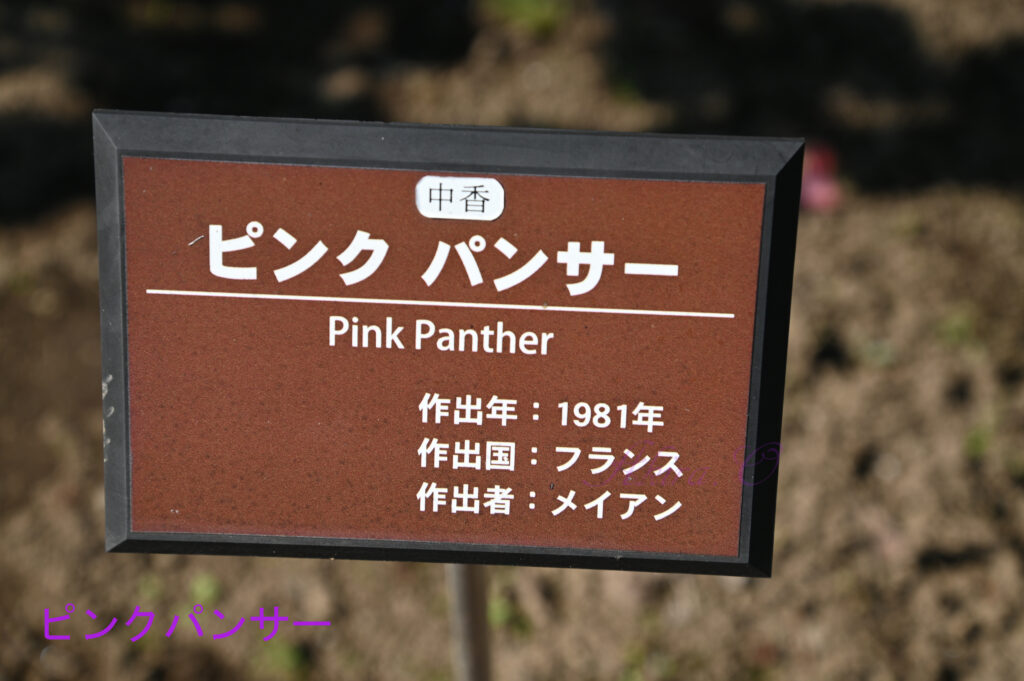 中香
ピンク パンサー
Pink Panther
作出年：1981年
作出国：フランス
作出者：メイアン
ピンクパンサー